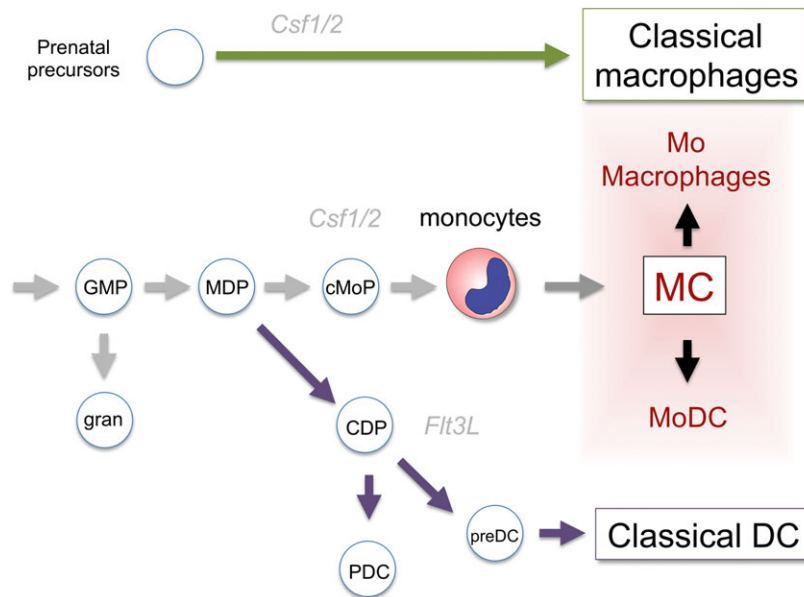 Csf1/2
Prenatal
precursors
Classical
macrophages
Mo
Macrophages
Csf1/2
monocytes
GMP
MDP
cMoP
MC
gran
CDP
Flt3L
MoDC
preDC
Classical DC
PDC